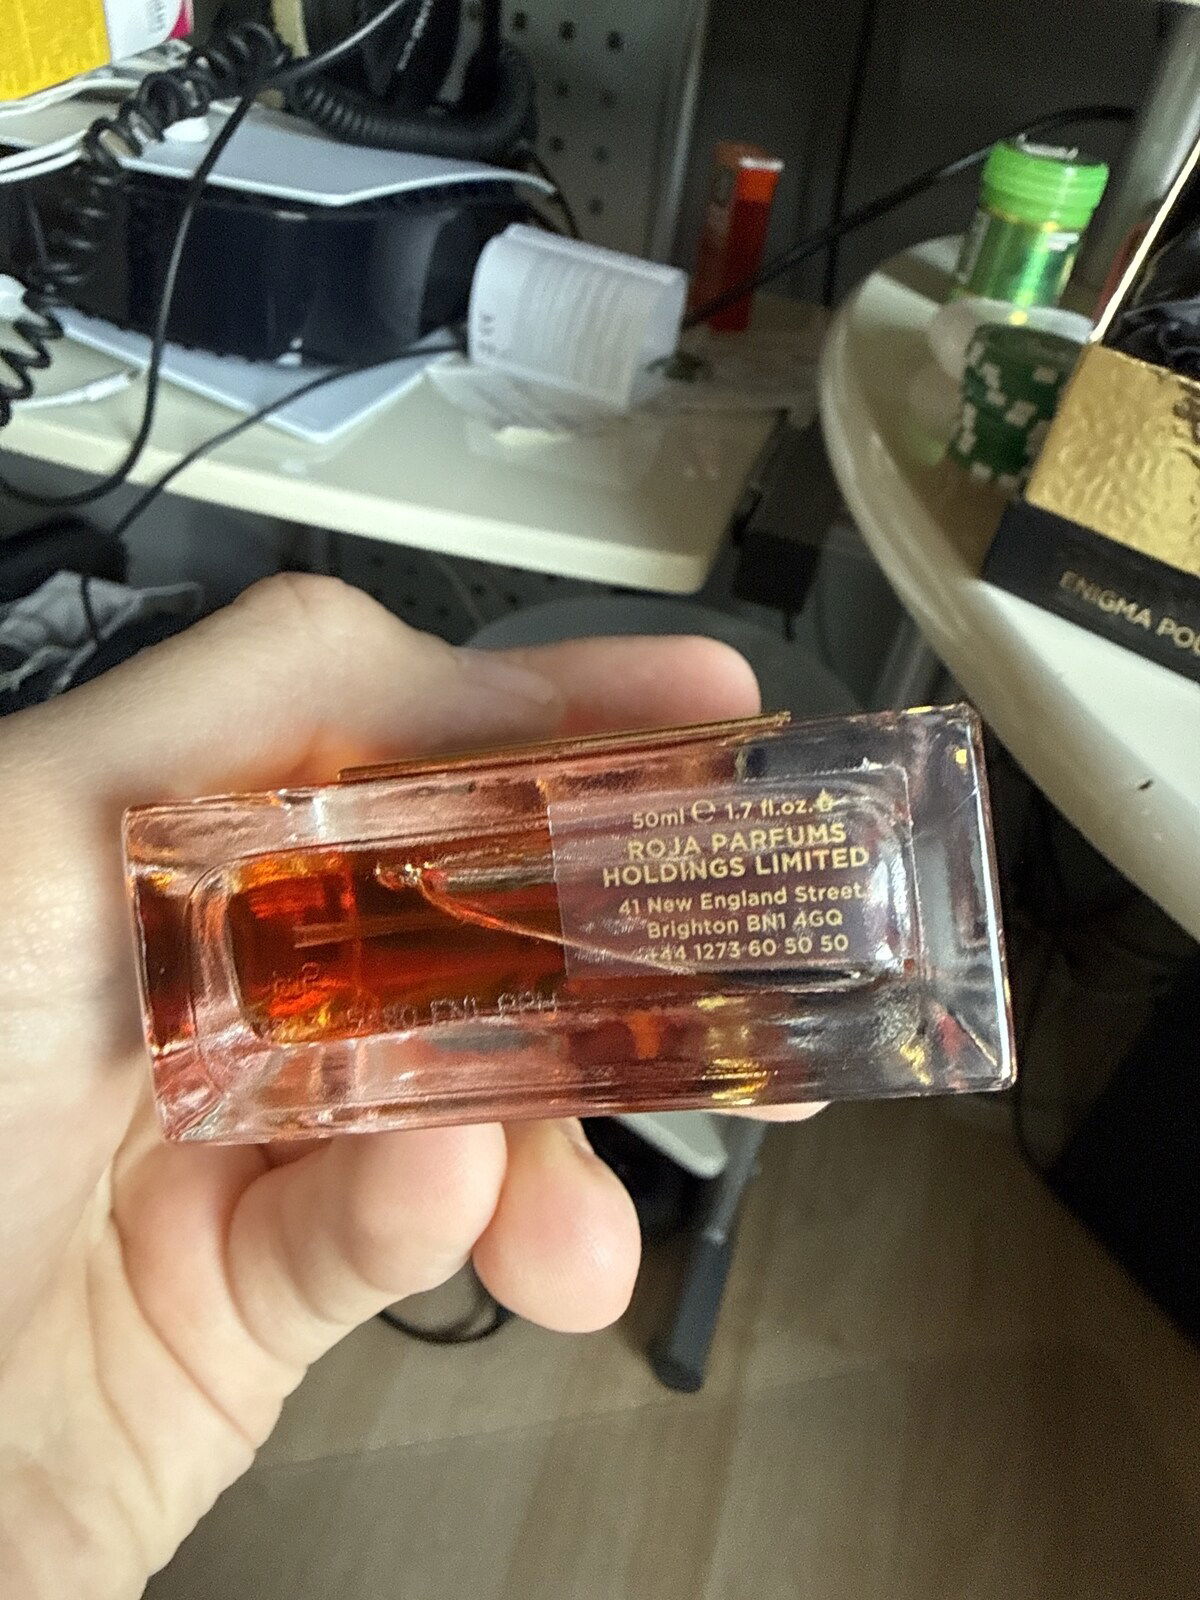 ENIGMA PO
50ml ℮ 1.7 fl.oz.
ROJA PARFUMS
HOLDINGS LIMITED
41 New England Street
Brighton BN1 4GQ
+44 1273 60 50 50